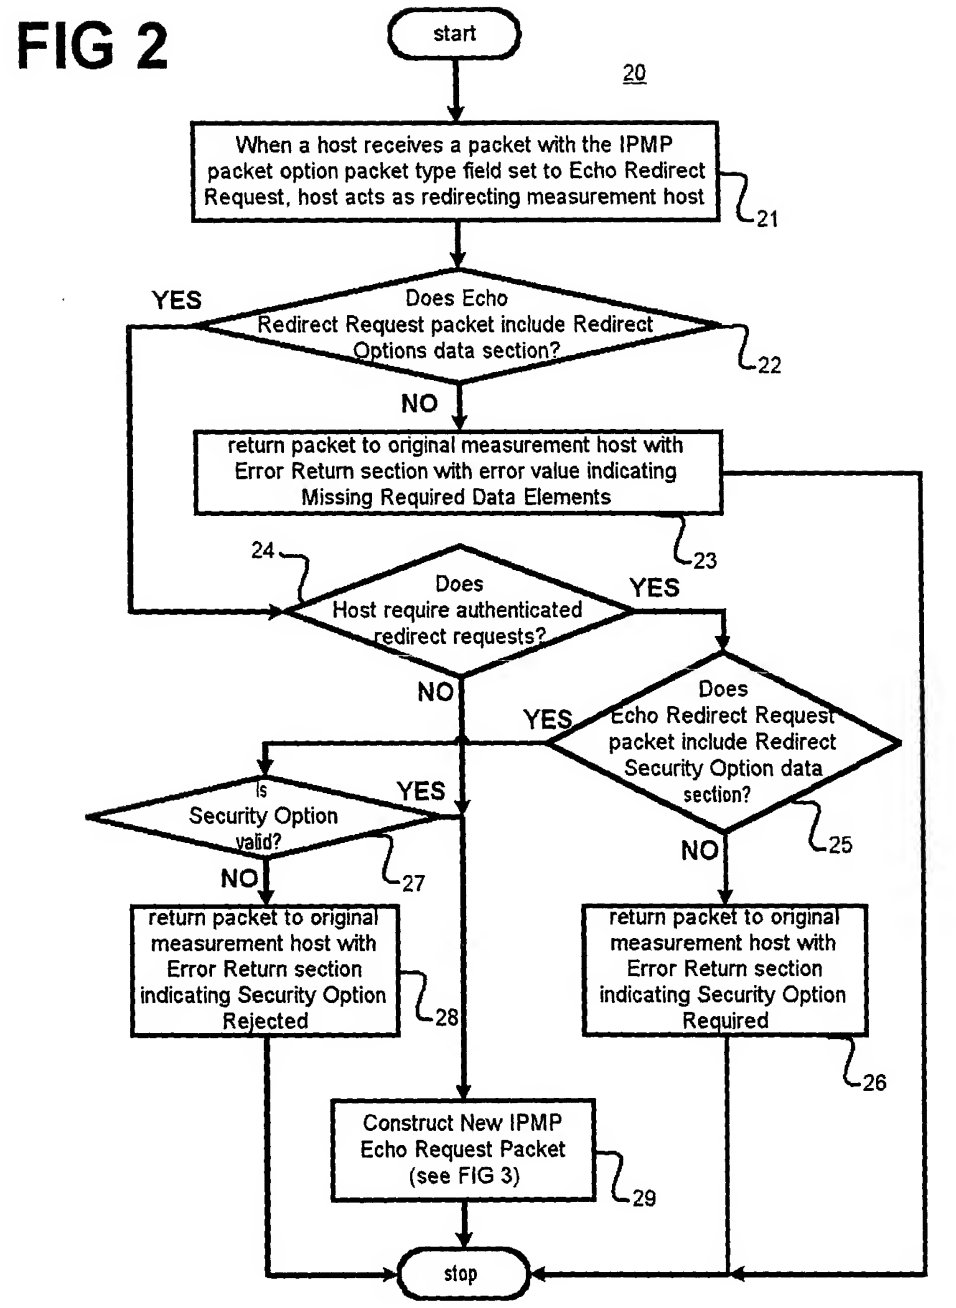 FIG 2
start
20
When a host receives a packet with the IPMP
packet option packet type field set to Echo Redirect
Request, host acts as redirecting measurement host
21
YES
Does Echo
Redirect Request packet include Redirect
Options data section?
22
NO
return packet to original measurement host with
Error Return section with error value indicating
Missing Required Data Elements
23
24
Does
Host require authenticated
redirect requests?
YES
NO
YES
Does
Echo Redirect Request
packet include Redirect
Security Option data
section?
25
Is
Security Option
valid?
YES
27
NO
NO
return packet to original
measurement host with
Error Return section
indicating Security Option
Rejected
28
return packet to original
measurement host with
Error Return section
indicating Security Option
Required
26
Construct New IPMP
Echo Request Packet
(see FIG 3)
29
stop